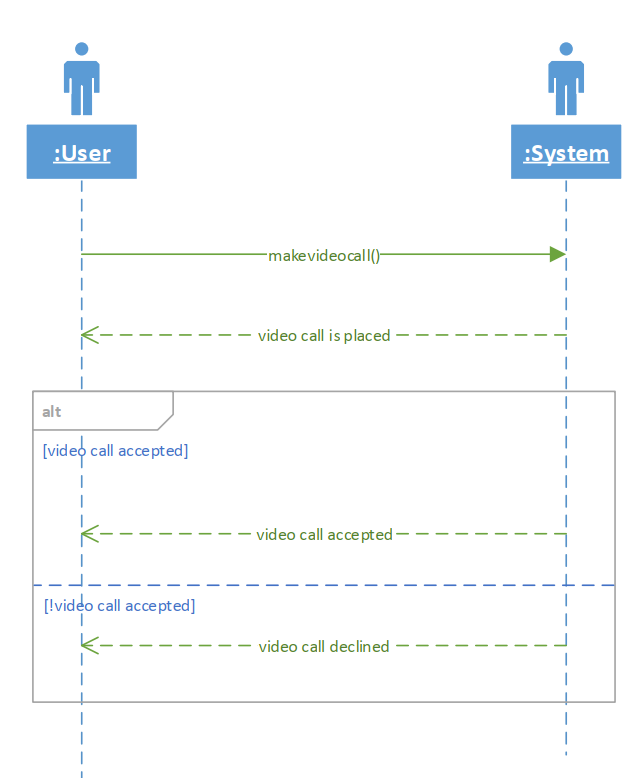 :User
:System
makevideocall()
video call is placed
alt
[video call accepted]
video call accepted
[!video call accepted]
video call declined